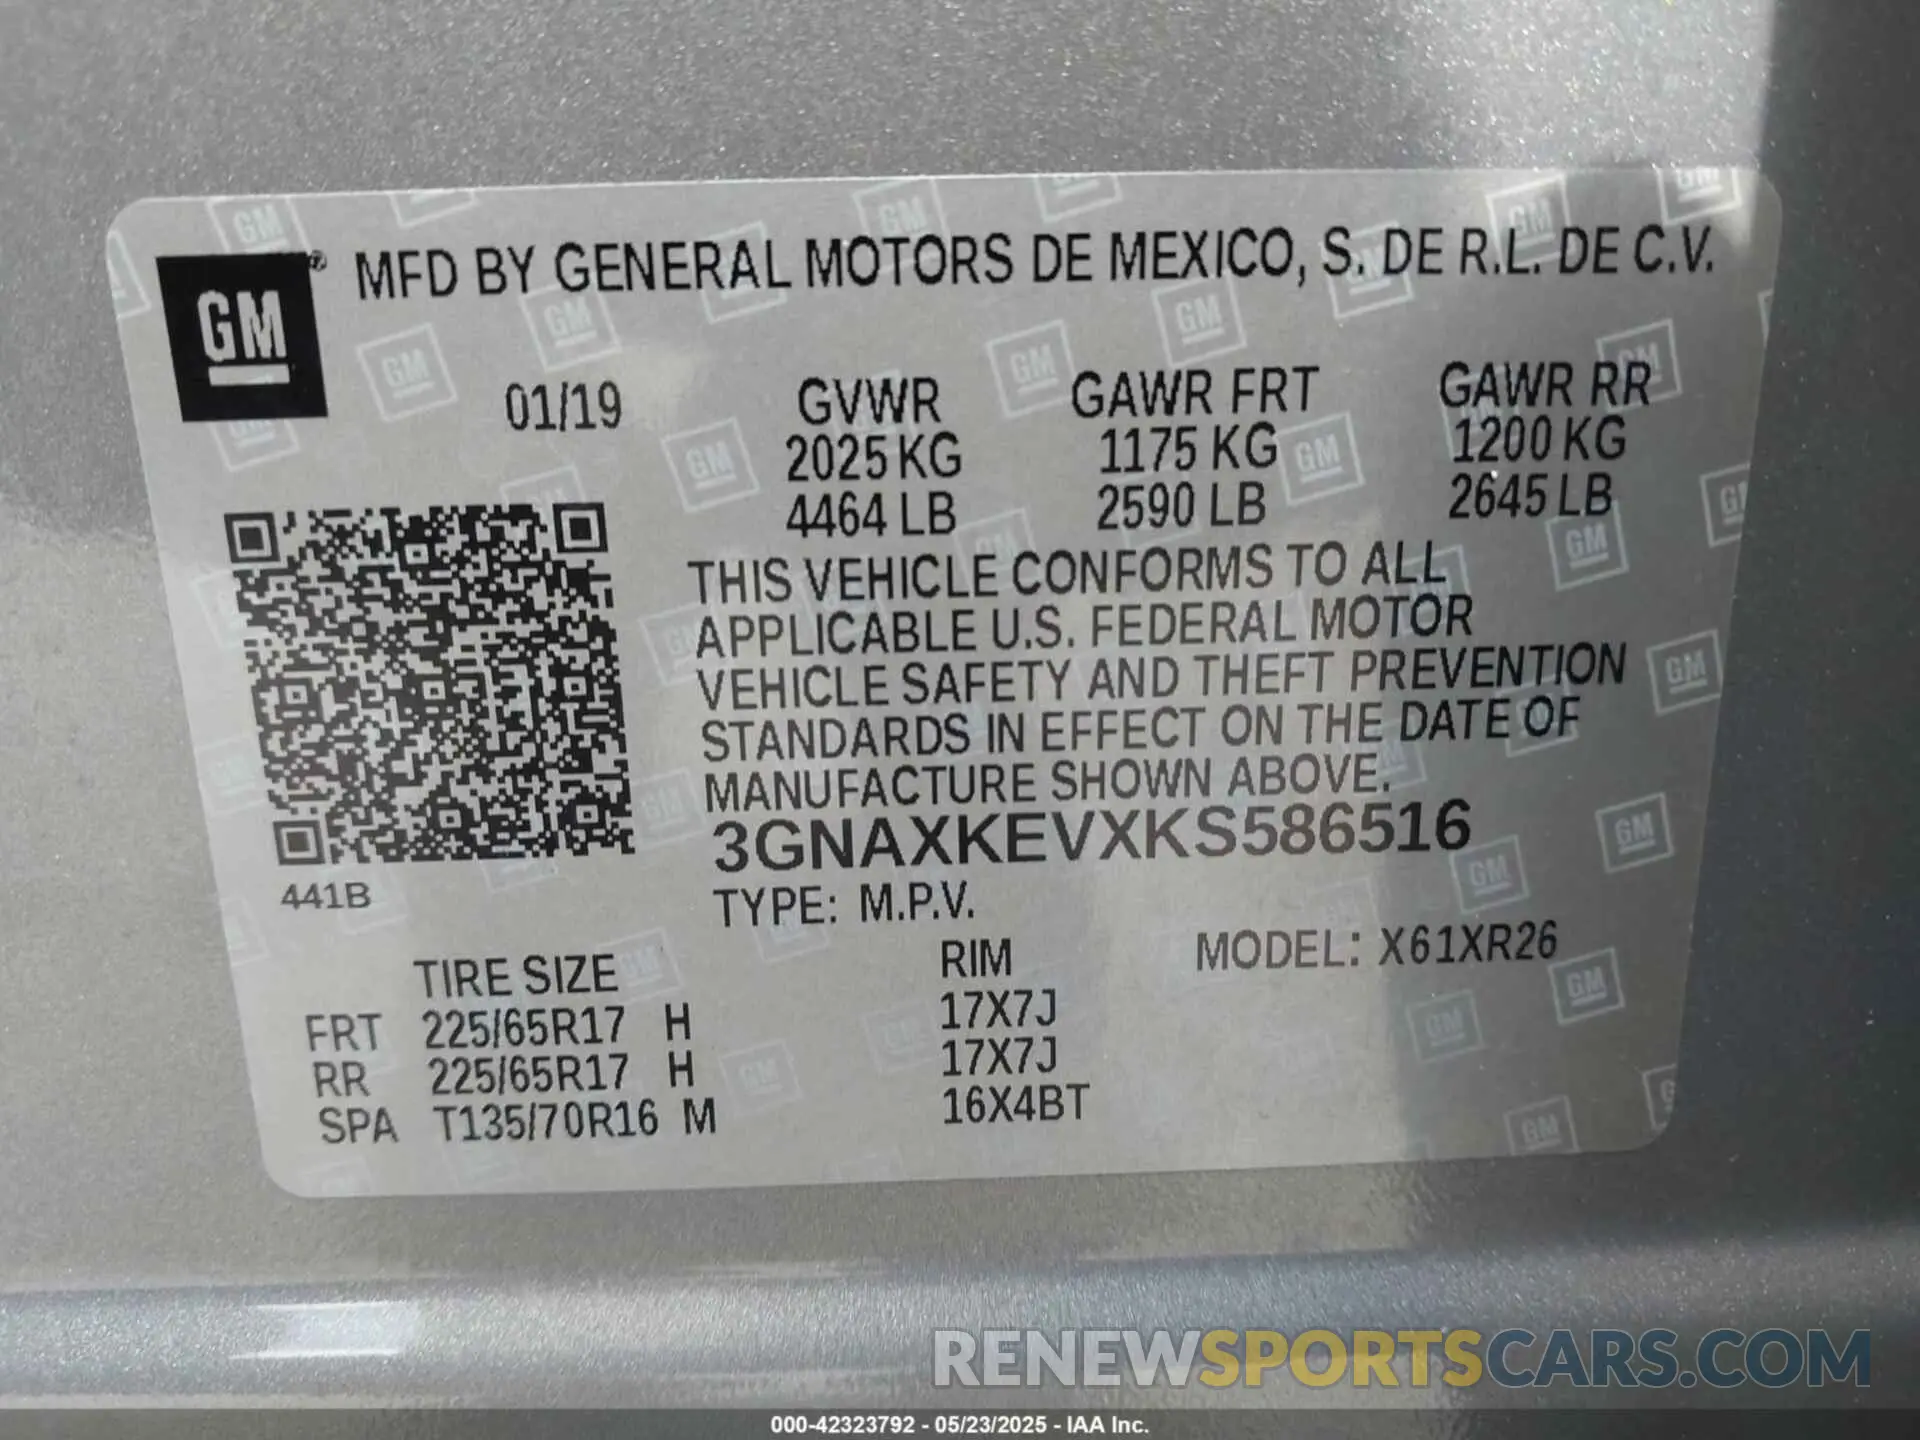 GM® MFD BY GENERAL MOTORS DE MEXICO, S. DE R.L. DE C.V.
01/19 GVWR GAWR FRT GAWR RR
2025 KG 1175 KG 1200 KG
4464 LB 2590 LB 2645 LB
THIS VEHICLE CONFORMS TO ALL
APPLICABLE U.S. FEDERAL MOTOR
VEHICLE SAFETY AND THEFT PREVENTION
STANDARDS IN EFFECT ON THE DATE OF
MANUFACTURE SHOWN ABOVE.
3GNAXKEVXKS586516
441B
TYPE: M.P.V.
TIRE SIZE RIM MODEL: X61XR26
FRT 225/65R17 H 17X7J
RR 225/65R17 H 17X7J
SPA T135/70R16 M 16X4BT
RENEWSPORTSCARS.COM
000-42323792 - 05/23/2025 - IAA Inc.